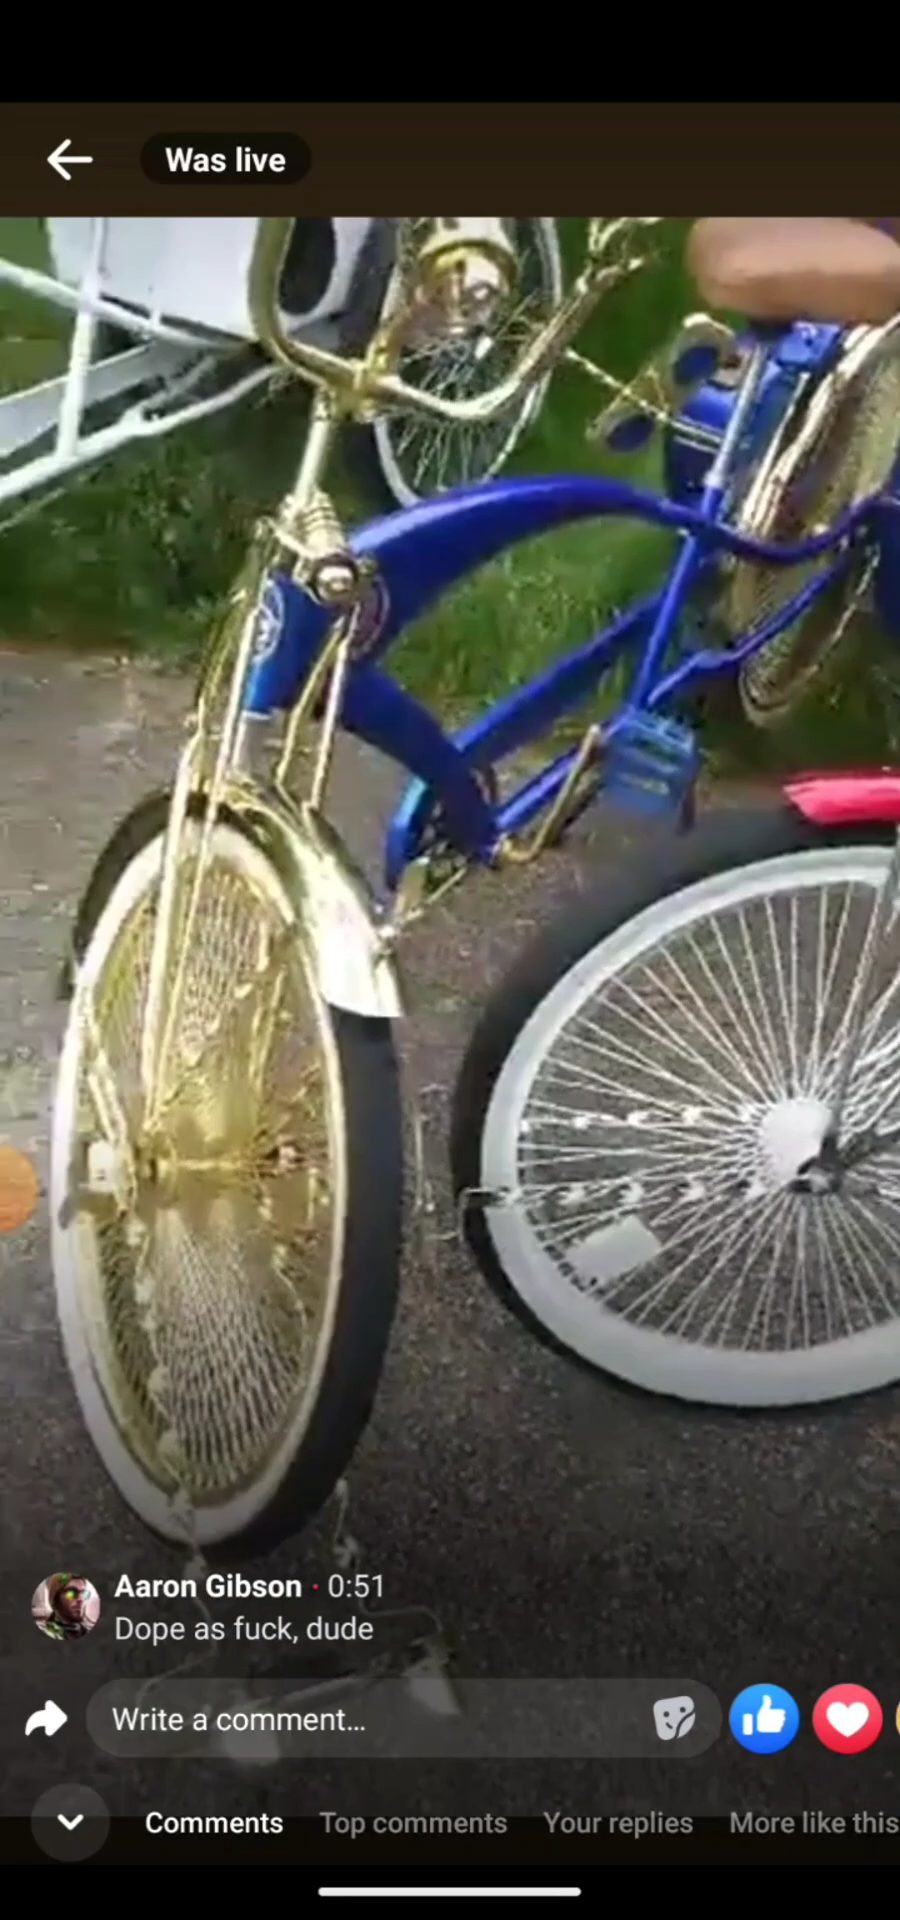 Was live
Aaron Gibson · 0:51
Dope as fuck, dude
Write a comment...
Comments Top comments Your replies More like this